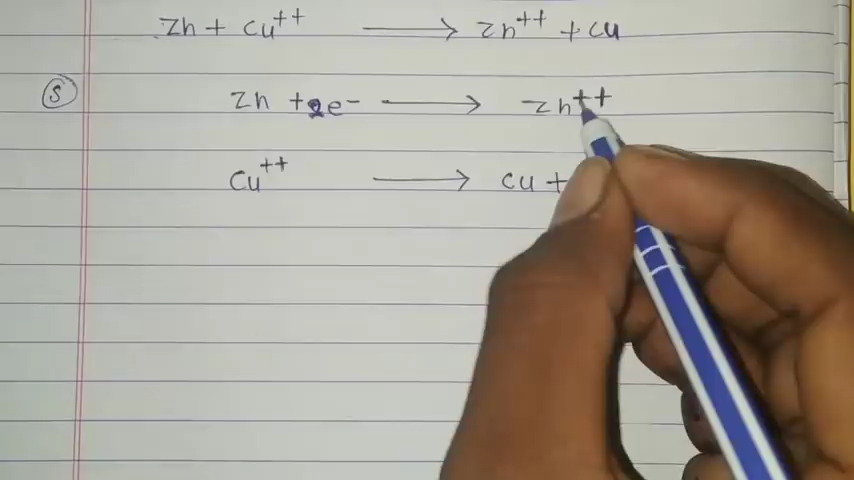 Zn + Cu++ ⟶ Zn++ + Cu
(S) Zn + 2e- ⟶ Zn++
Cu++ ⟶ Cu +